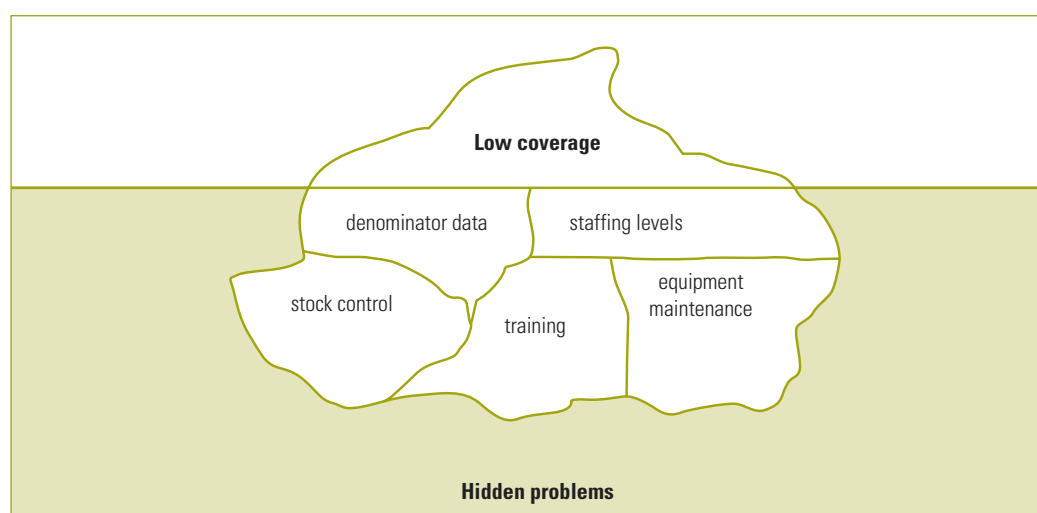 Low coverage
denominator data
staffing levels
stock control
equipment
maintenance
training
Hidden problems